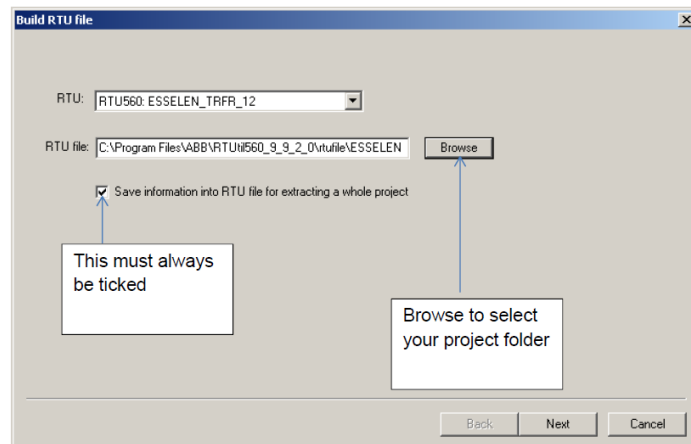 Build RTU file
RTU: RTU560: ESSELEN_TRFR_12
RTU file: C:\Program Files\ABB\RTUtil560_9_9_2_0\rtufile\ESSELEN Browse
Save information into RTU file for extracting a whole project
This must always
be ticked
Browse to select
your project folder
Back Next Cancel